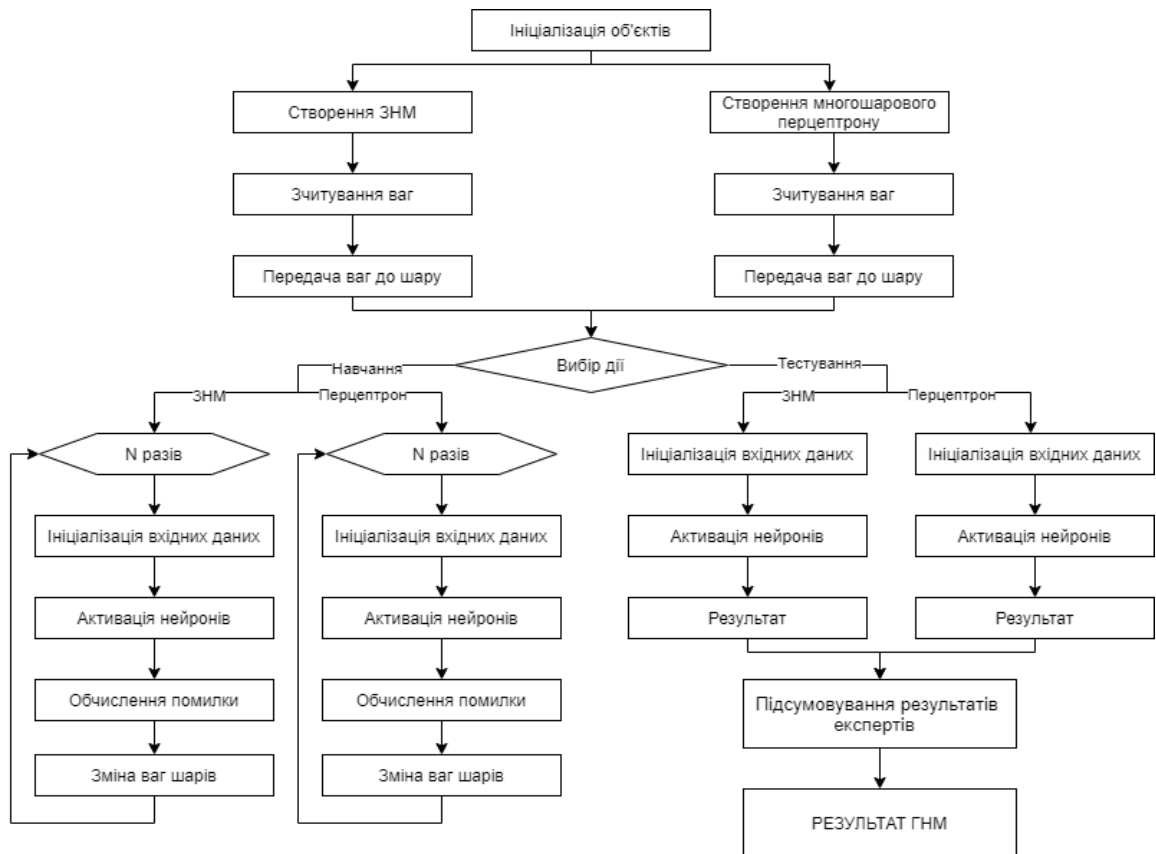 Ініціалізація об'єктів
Створення ЗНМ
Створення многошарового
перцептрону
Зчитування ваг
Зчитування ваг
Передача ваг до шару
Передача ваг до шару
Вибір дії
Навчання
Тестування
ЗНМ
Перцептрон
ЗНМ
Перцептрон
N разів
N разів
Ініціалізація вхідних даних
Ініціалізація вхідних даних
Ініціалізація вхідних даних
Ініціалізація вхідних даних
Активація нейронів
Активація нейронів
Активація нейронів
Активація нейронів
Результат
Результат
Обчислення помилки
Обчислення помилки
Підсумовування результатів
експертів
Зміна ваг шарів
Зміна ваг шарів
РЕЗУЛЬТАТ ГНМ